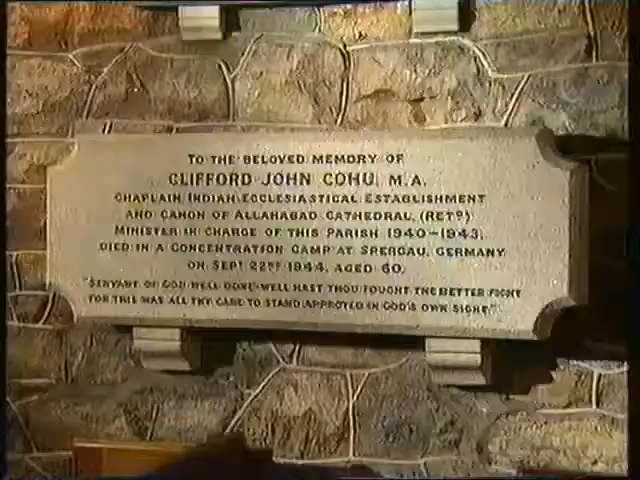 TO THE BELOVED MEMORY OF
CLIFFORD JOHN COHU, M.A.
CHAPLAIN INDIAN ECCLESIASTICAL ESTABLISHMENT
AND CANON OF ALLAHABAD CATHEDRAL, (RETD)
MINISTER IN CHARGE OF THIS PARISH 1940-1943.
DIED IN A CONCENTRATION CAMP AT SPERGAU, GERMANY
ON SEPT 22ND 1944, AGED 60.
"SERVANT OF GOD WELL DONE WELL HAST THOU FOUGHT THE BETTER FIGHT
FOR THIS WAS ALL THY CARE TO STAND APPROVED IN GOD'S OWN SIGHT."